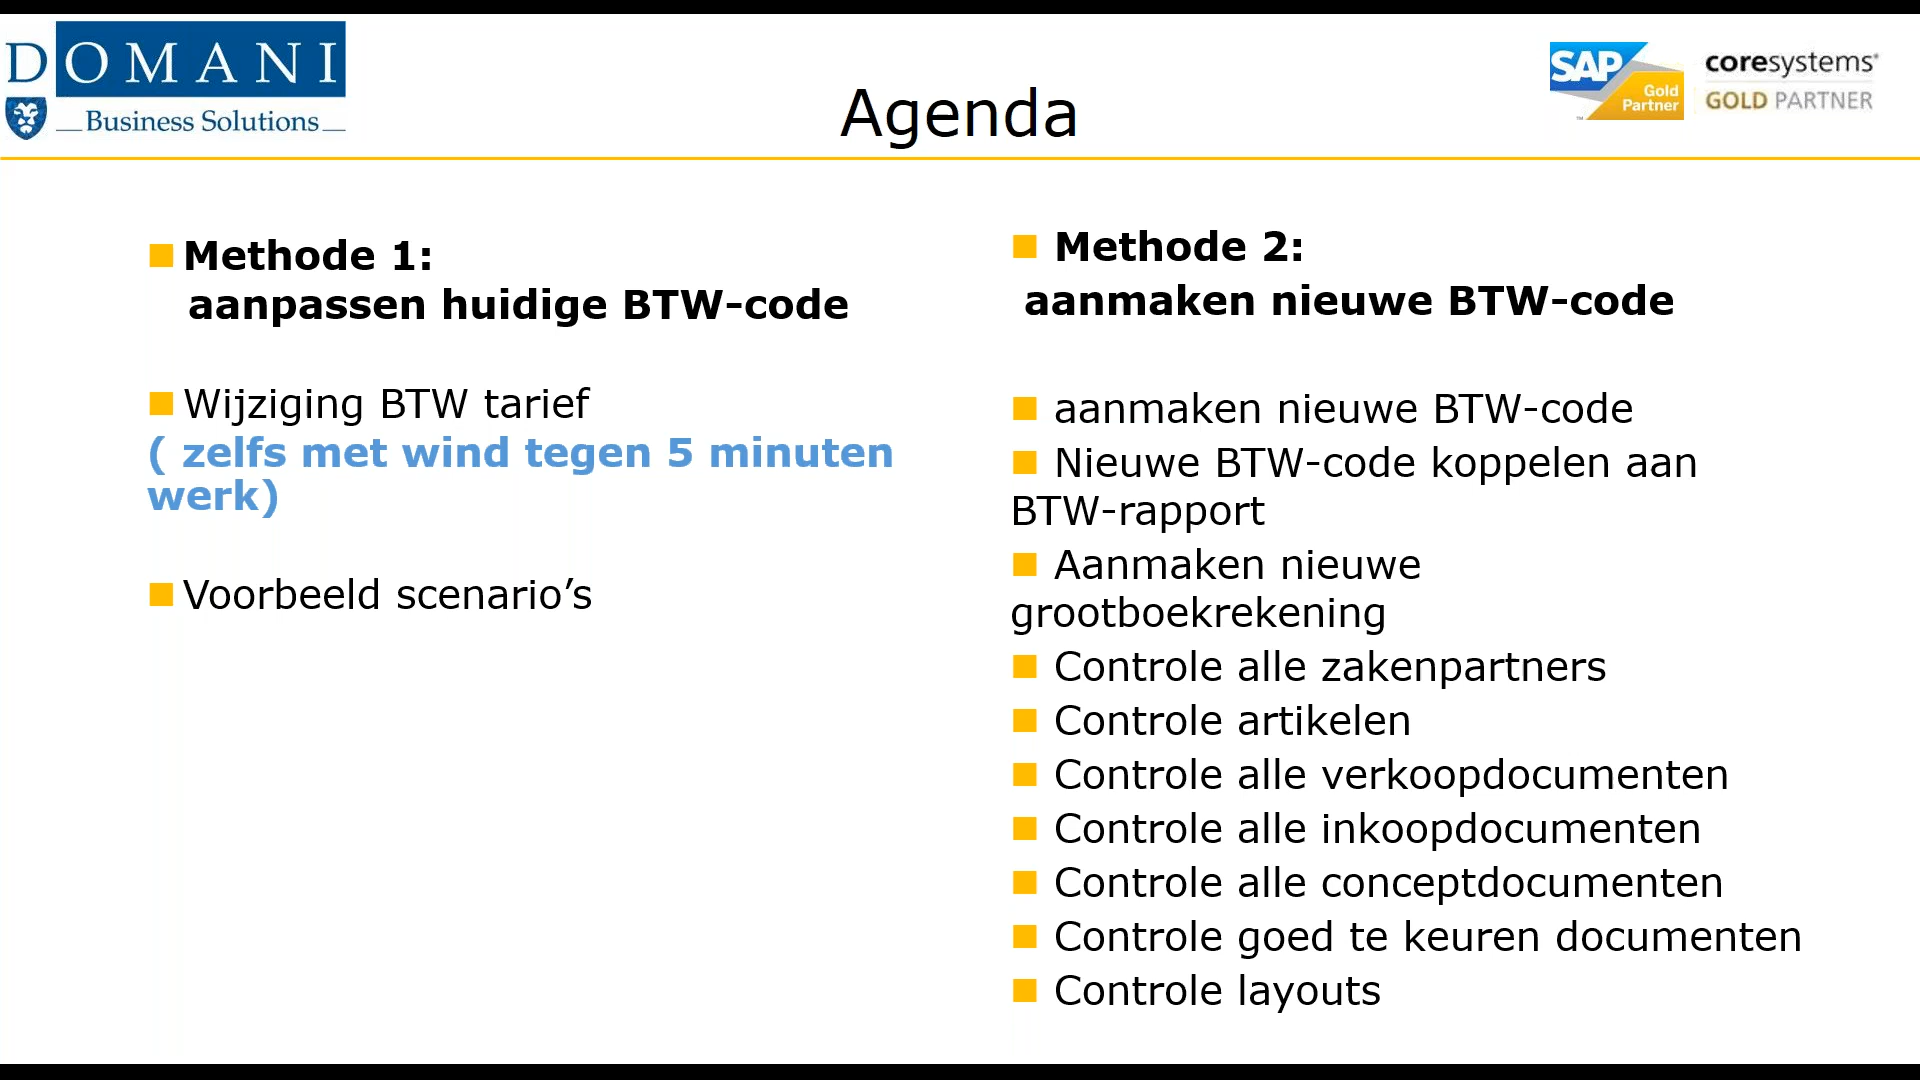 DOMANI
Business Solutions
Agenda
SAP
Gold
Partner
™
coresystems®
GOLD PARTNER
Methode 1:
aanpassen huidige BTW-code
Wijziging BTW tarief
( zelfs met wind tegen 5 minuten
werk)
Voorbeeld scenario’s
Methode 2:
aanmaken nieuwe BTW-code
aanmaken nieuwe BTW-code
Nieuwe BTW-code koppelen aan
BTW-rapport
Aanmaken nieuwe
grootboekrekening
Controle alle zakenpartners
Controle artikelen
Controle alle verkoopdocumenten
Controle alle inkoopdocumenten
Controle alle conceptdocumenten
Controle goed te keuren documenten
Controle layouts